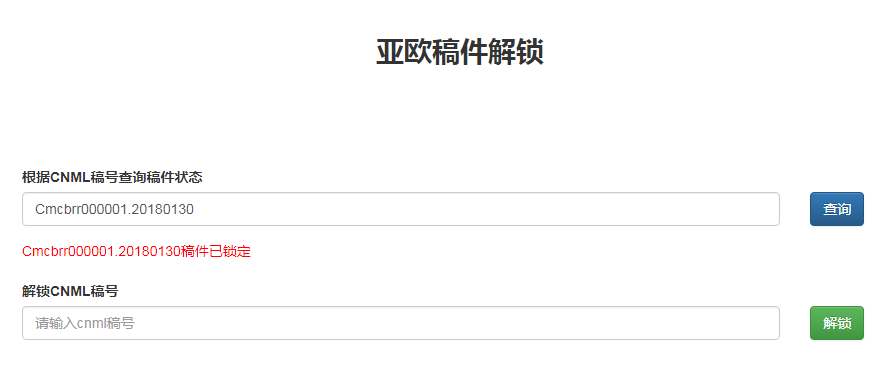 亚欧稿件解锁
根据CNML稿号查询稿件状态
Cmcbrr000001.20180130
查询
Cmcbrr000001.20180130稿件已锁定
解锁CNML稿号
请输入cnml稿号
解锁